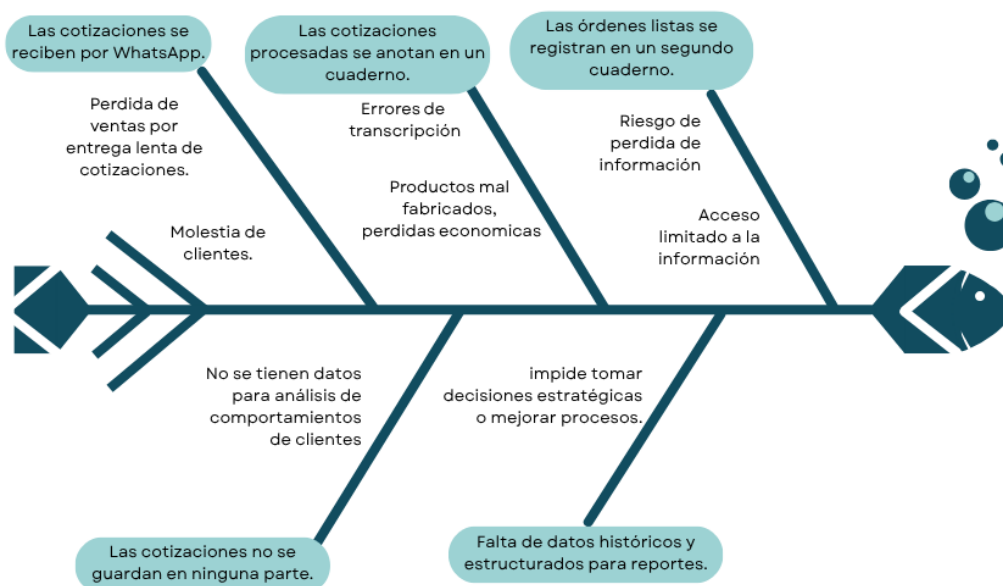 Las cotizaciones se
reciben por WhatsApp.
Perdida de
ventas por
entrega lenta de
cotizaciones.
Molestia de
clientes.
Las cotizaciones
procesadas se anotan en un
cuaderno.
Errores de
transcripción
Productos mal
fabricados,
perdidas economicas
Las órdenes listas se
registran en un segundo
cuaderno.
Riesgo de
perdida de
información
Acceso
limitado a la
información
No se tienen datos
para análisis de
comportamientos
de clientes
Las cotizaciones no se
guardan en ninguna parte.
impide tomar
decisiones estratégicas
o mejorar procesos.
Falta de datos históricos y
estructurados para reportes.